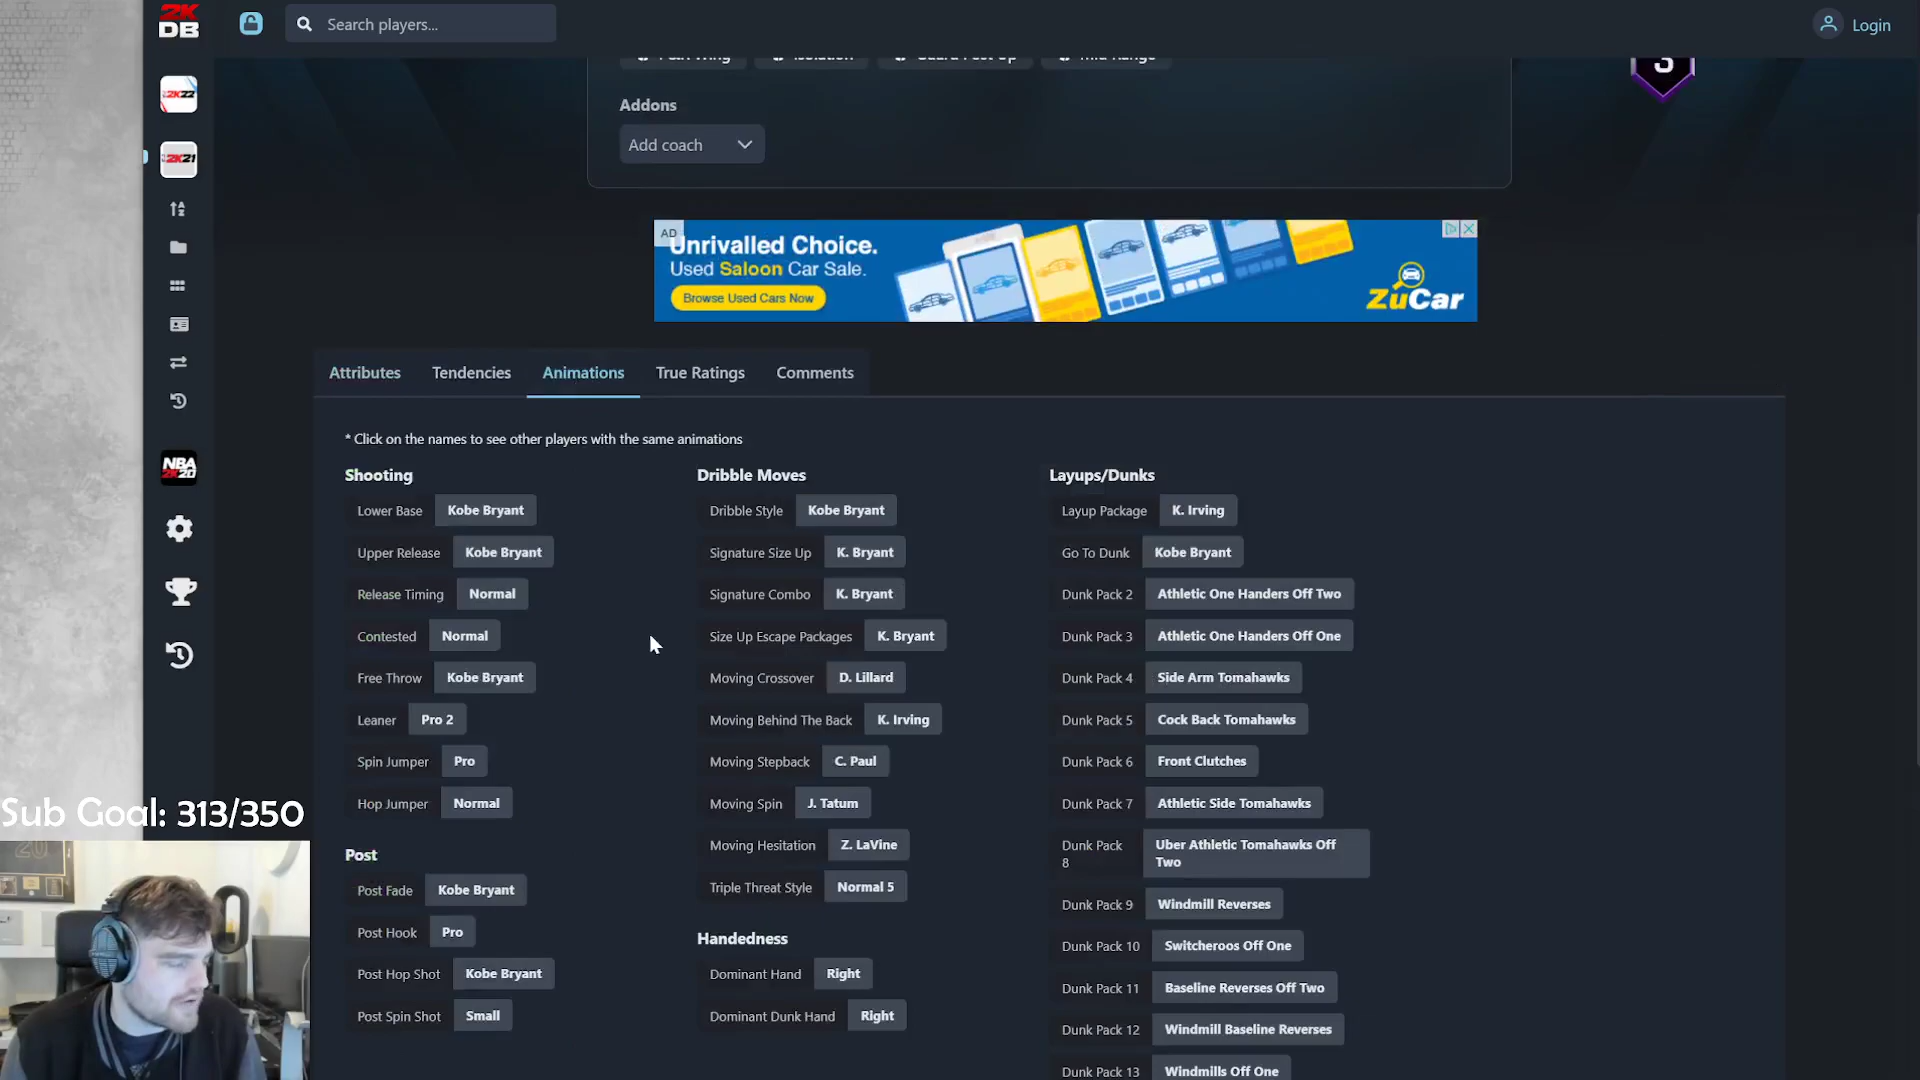 2K
DB
Search players...
Login
2K22
2K21
NBA
2K20
Isolation
Mid Range
3
Addons
Add coach
AD
Unrivalled Choice.
Used Saloon Car Sale.
Browse Used Cars Now
ZuCar
Attributes
Tendencies
Animations
True Ratings
Comments
* Click on the names to see other players with the same animations
Shooting
Lower Base Kobe Bryant
Upper Release Kobe Bryant
Release Timing Normal
Contested Normal
Free Throw Kobe Bryant
Leaner Pro 2
Spin Jumper Pro
Hop Jumper Normal
Post
Post Fade Kobe Bryant
Post Hook Pro
Post Hop Shot Kobe Bryant
Post Spin Shot Small
Dribble Moves
Dribble Style Kobe Bryant
Signature Size Up K. Bryant
Signature Combo K. Bryant
Size Up Escape Packages K. Bryant
Moving Crossover D. Lillard
Moving Behind The Back K. Irving
Moving Stepback C. Paul
Moving Spin J. Tatum
Moving Hesitation Z. LaVine
Triple Threat Style Normal 5
Handedness
Dominant Hand Right
Dominant Dunk Hand Right
Layups/Dunks
Layup Package K. Irving
Go To Dunk Kobe Bryant
Dunk Pack 2 Athletic One Handers Off Two
Dunk Pack 3 Athletic One Handers Off One
Dunk Pack 4 Side Arm Tomahawks
Dunk Pack 5 Cock Back Tomahawks
Dunk Pack 6 Front Clutches
Dunk Pack 7 Athletic Side Tomahawks
Dunk Pack 8 Uber Athletic Tomahawks Off Two
Dunk Pack 9 Windmill Reverses
Dunk Pack 10 Switcheroos Off One
Dunk Pack 11 Baseline Reverses Off Two
Dunk Pack 12 Windmill Baseline Reverses
Dunk Pack 13 Windmills Off One
Sub Goal: 313/350